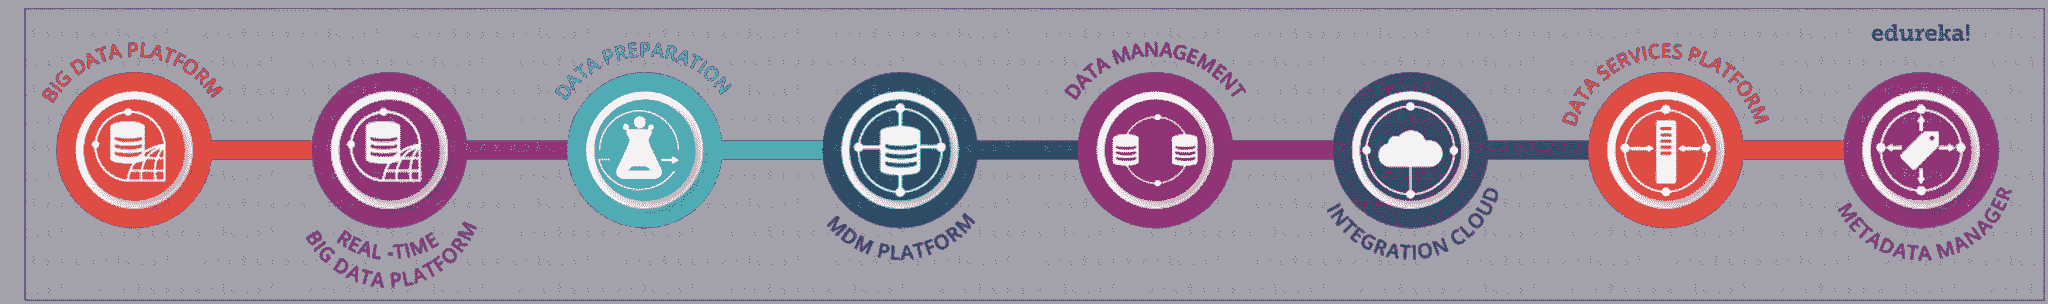 edureka!
BIG DATA PLATFORM
REAL -TIME
BIG DATA PLATFORM
DATA PREPARATION
MDM PLATFORM
DATA MANAGEMENT
INTEGRATION CLOUD
DATA SERVICES PLATFORM
METADATA MANAGER